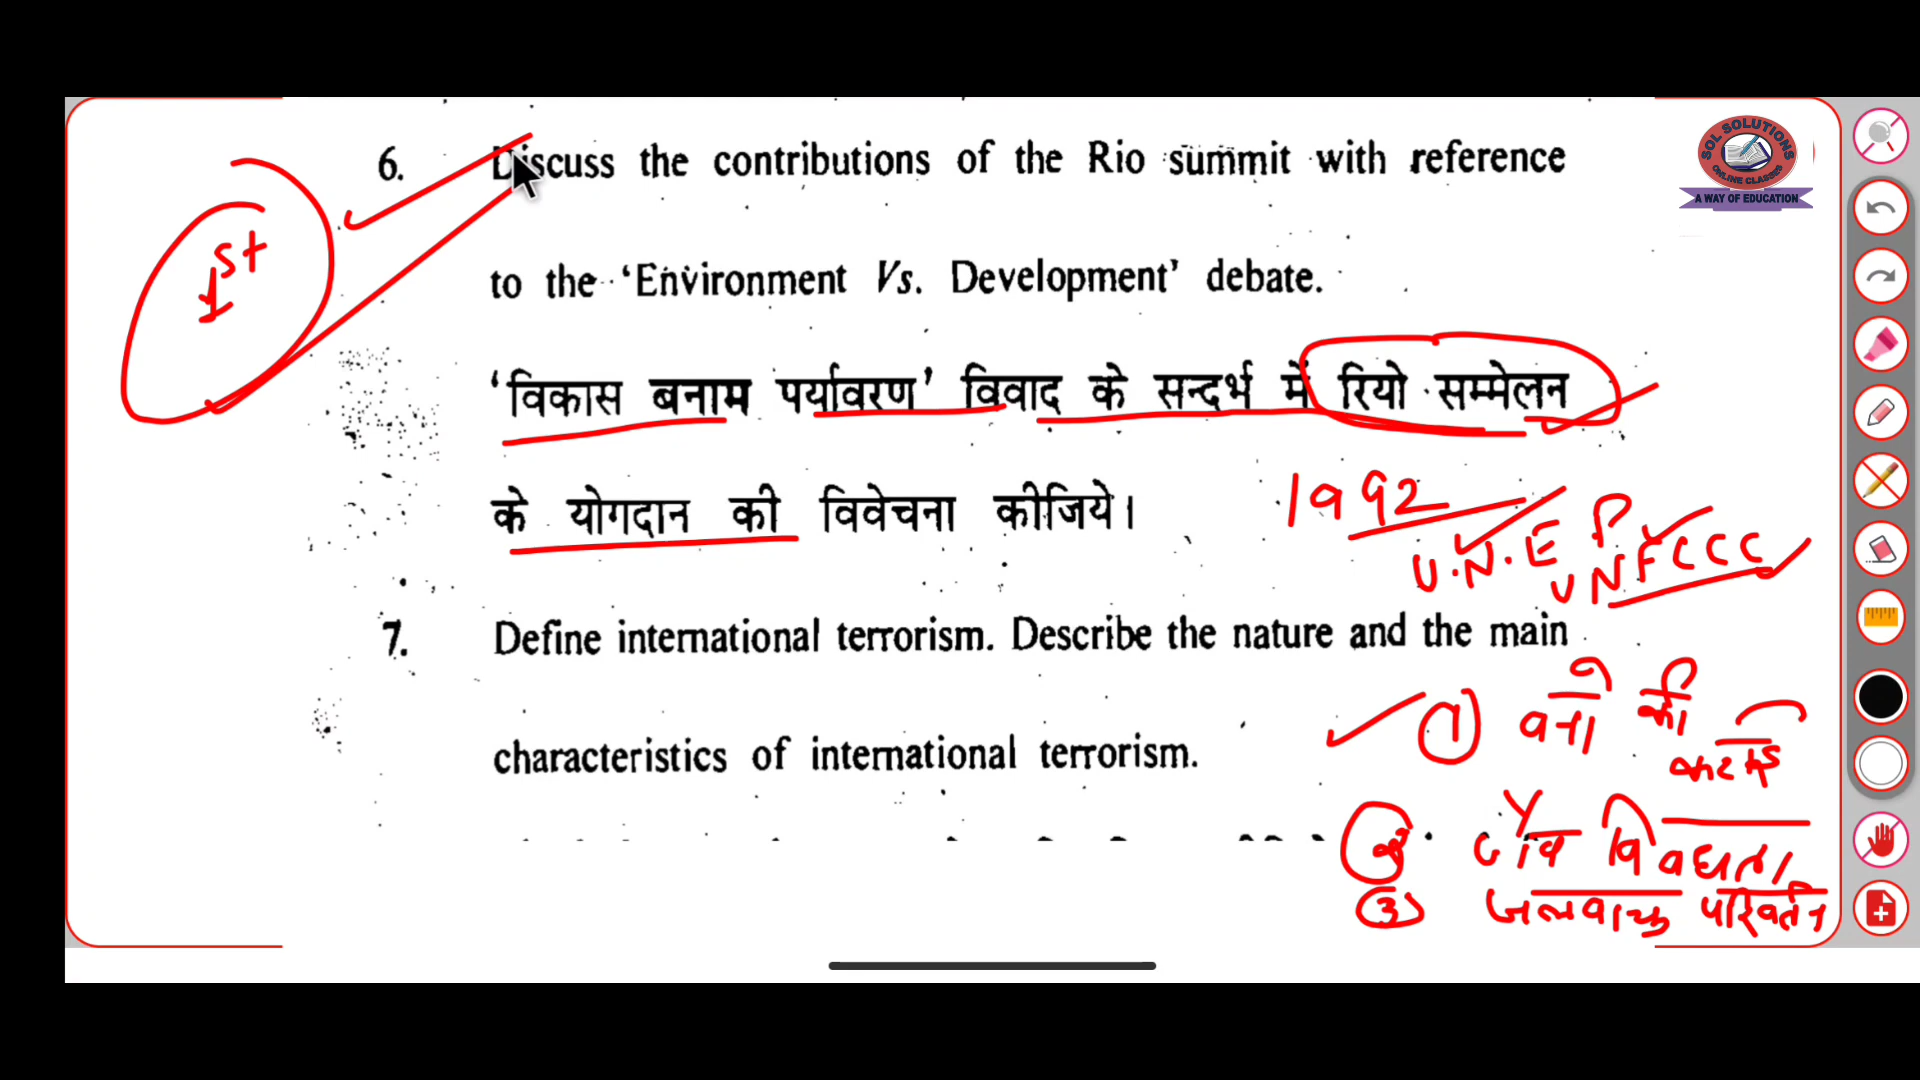 6. Discuss the contributions of the Rio summit with reference
to the 'Environment Vs. Development' debate.
'विकास बनाम पर्यावरण' विवाद के सन्दर्भ में रियो सम्मेलन
के योगदान की विवेचना कीजिये।
7. Define international terrorism. Describe the nature and the main
characteristics of international terrorism.
1st
SOL SOLUTIONS
ONLINE CLASSES
A WAY OF EDUCATION
1992
U.N.E P
UNFCCC
1 वनो की
3 जलवायु परिवर्तन